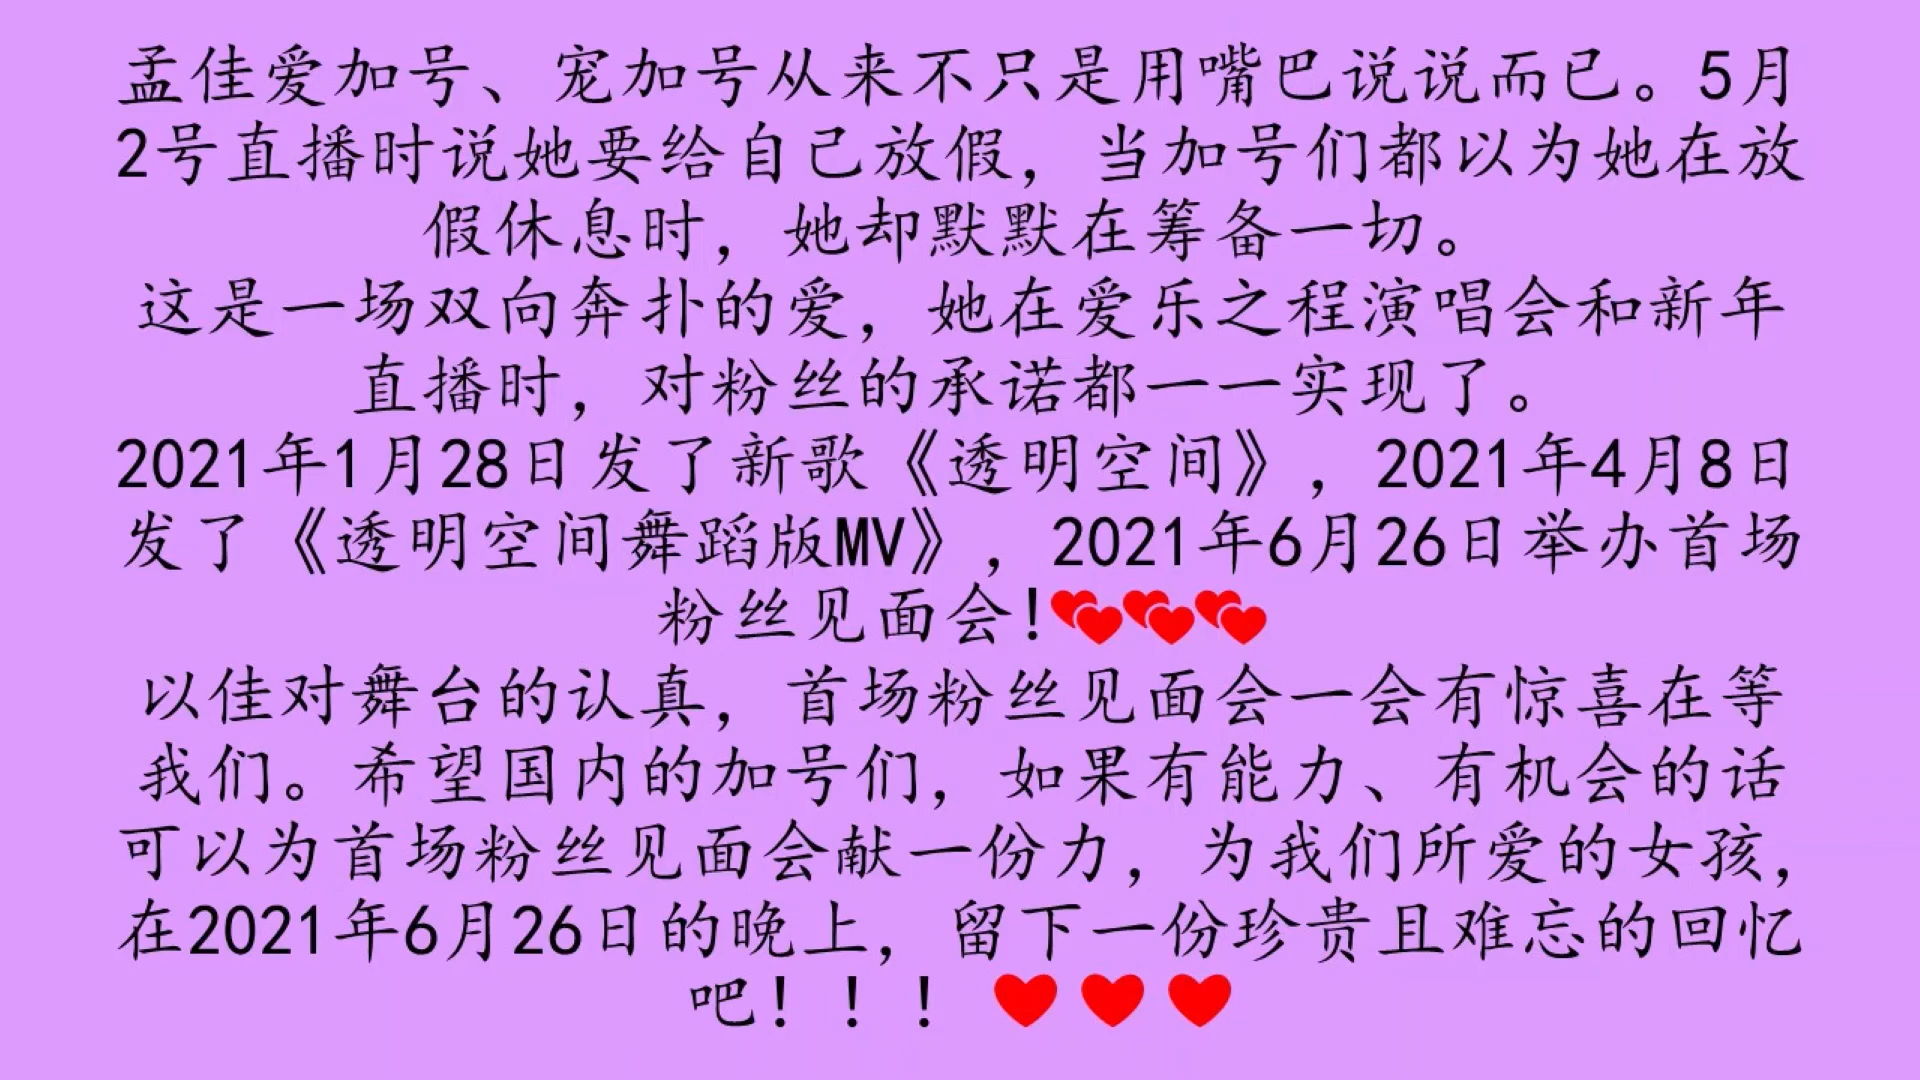 孟佳爱加号、宠加号从来不只是用嘴巴说说而已。5月
2号直播时说她要给自己放假，当加号们都以为她在放
假休息时，她却默默在筹备一切。
这是一场双向奔扑的爱，她在爱乐之程演唱会和新年
直播时，对粉丝的承诺都一一实现了。
2021年1月28日发了新歌《透明空间》，2021年4月8日
发了《透明空间舞蹈版MV》，2021年6月26日举办首场
粉丝见面会!💕💕💕
以佳对舞台的认真，首场粉丝见面会一会有惊喜在等
我们。希望国内的加号们，如果有能力、有机会的话
可以为首场粉丝见面会献一份力，为我们所爱的女孩，
在2021年6月26日的晚上，留下一份珍贵且难忘的回忆
吧！！！ ❤❤❤